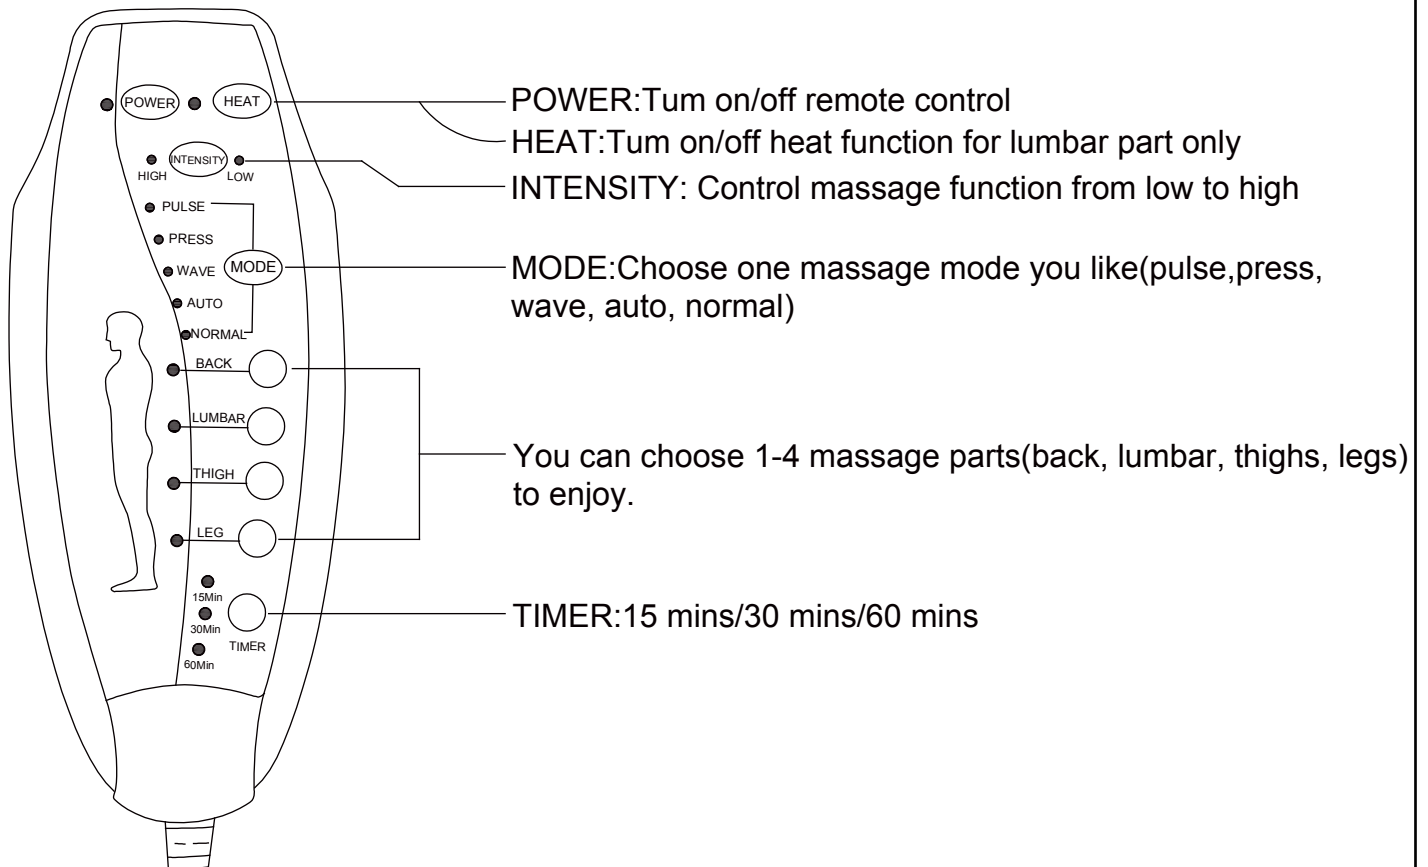 POWER
HEAT
INTENSITY
HIGH
LOW
PULSE
PRESS
WAVE
MODE
AUTO
NORMAL
BACK
LUMBAR
THIGH
LEG
15Min
30Min
TIMER
60Min
POWER:Tum on/off remote control
HEAT:Tum on/off heat function for lumbar part only
INTENSITY: Control massage function from low to high
MODE:Choose one massage mode you like(pulse,press,
wave, auto, normal)
You can choose 1-4 massage parts(back, lumbar, thighs, legs)
to enjoy.
TIMER:15 mins/30 mins/60 mins